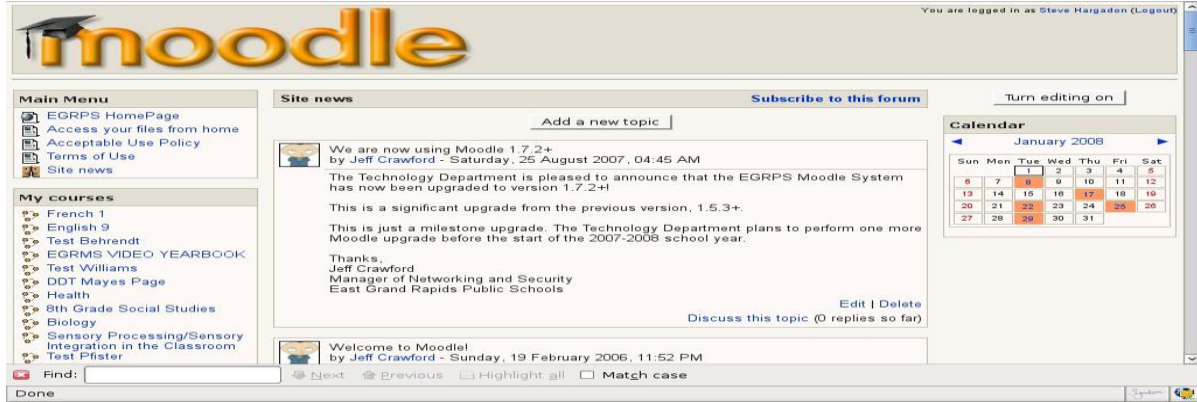 moodle
You are logged in as Steve Hargadon (Logout)
Main Menu
EGRPS HomePage
Access your files from home
Acceptable Use Policy
Terms of Use
Site news
My courses
French 1
English 9
Test Behrendt
EGRMS VIDEO YEARBOOK
Test Williams
DDT Mayes Page
Health
8th Grade Social Studies
Biology
Sensory Processing/Sensory
Integration in the Classroom
Test Pfister
Site news
Subscribe to this forum
Add a new topic
We are now using Moodle 1.7.2+
by Jeff Crawford - Saturday, 25 August 2007, 04:45 AM
The Technology Department is pleased to announce that the EGRPS Moodle System
has now been upgraded to version 1.7.2+!
This is a significant upgrade from the previous version, 1.5.3+.
This is just a milestone upgrade. The Technology Department plans to perform one more
Moodle upgrade before the start of the 2007-2008 school year.
Thanks,
Jeff Crawford
Manager of Networking and Security
East Grand Rapids Public Schools
Edit | Delete
Discuss this topic (0 replies so far)
Welcome to Moodle!
by Jeff Crawford - Sunday, 19 February 2006, 11:52 PM
Turn editing on
Calendar
January 2008
Sun Mon Tue Wed Thu Fri Sat
1 2 3 4 5
6 7 8 9 10 11 12
13 14 15 16 17 18 19
20 21 22 23 24 25 26
27 28 29 30 31
Find: Next Previous Highlight all Match case
Done